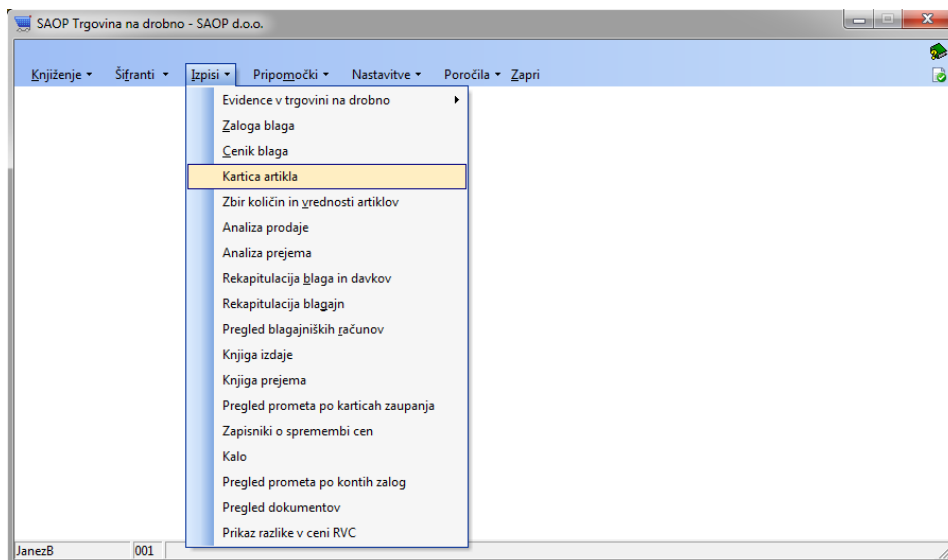 SAOP Trgovina na drobno - SAOP d.o.o.
Knjiženje Šifranti Izpisi Pripomočki Nastavitve Poročila Zapri
Evidence v trgovini na drobno
Zaloga blaga
Cenik blaga
Kartica artikla
Zbir količin in vrednosti artiklov
Analiza prodaje
Analiza prejema
Rekapitulacija blaga in davkov
Rekapitulacija blagajn
Pregled blagajniških računov
Knjiga izdaje
Knjiga prejema
Pregled prometa po karticah zaupanja
Zapisniki o spremembi cen
Kalo
Pregled prometa po kontih zalog
Pregled dokumentov
Prikaz razlike v ceni RVC
JanezB 001